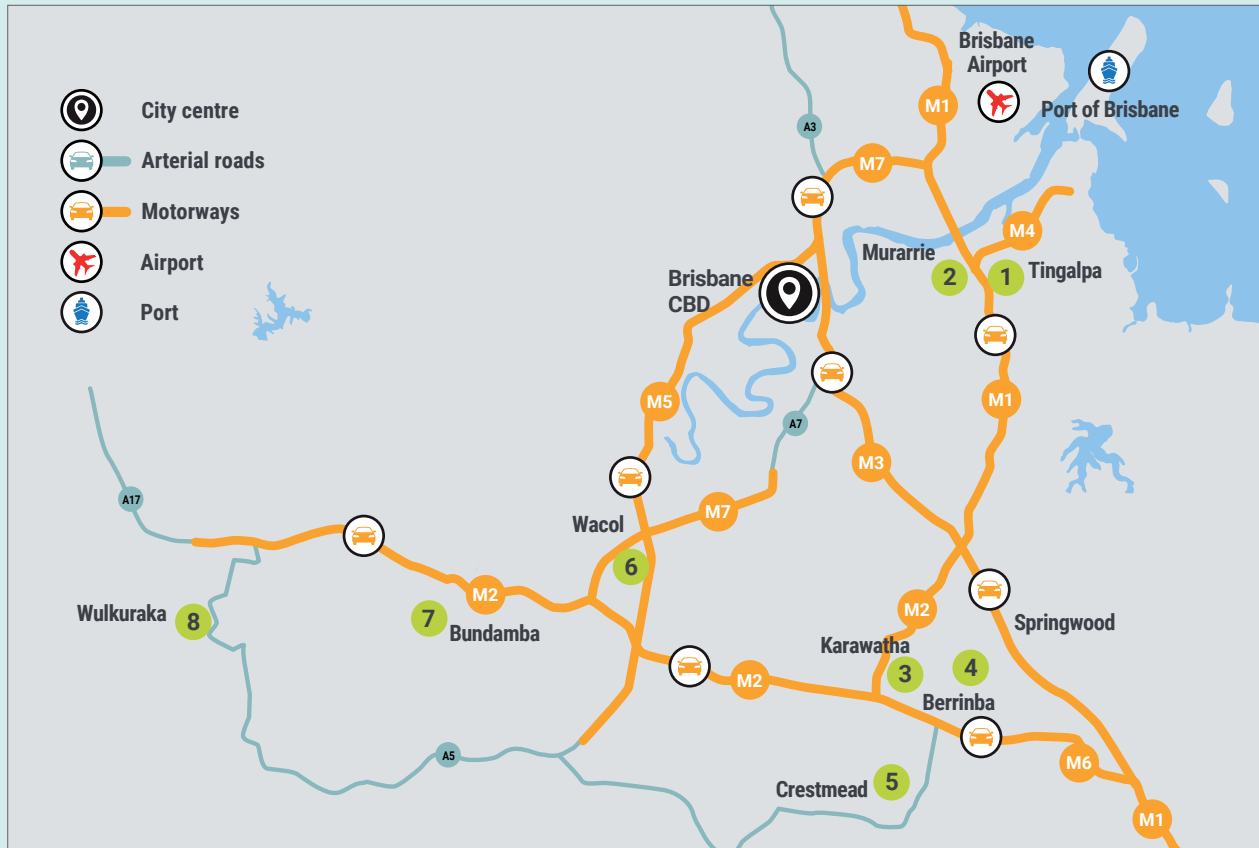 City centre
Arterial roads
Motorways
Airport
Port
Brisbane
Airport
Port of Brisbane
M1
A3
M7
M4
Murarrie
2
1
Tingalpa
Brisbane
CBD
M5
M1
A7
M3
A17
M7
Wacol
6
M2
M2
Wulkuraka
8
7
Bundamba
Springwood
Karawatha
3
4
M2
Berrinba
A5
M6
Crestmead
5
M1